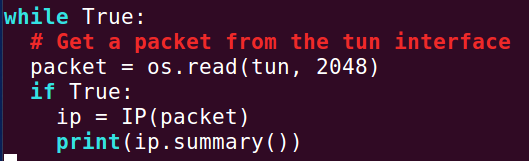 while True:
  # Get a packet from the tun interface
  packet = os.read(tun, 2048)
  if True:
    ip = IP(packet)
    print(ip.summary())